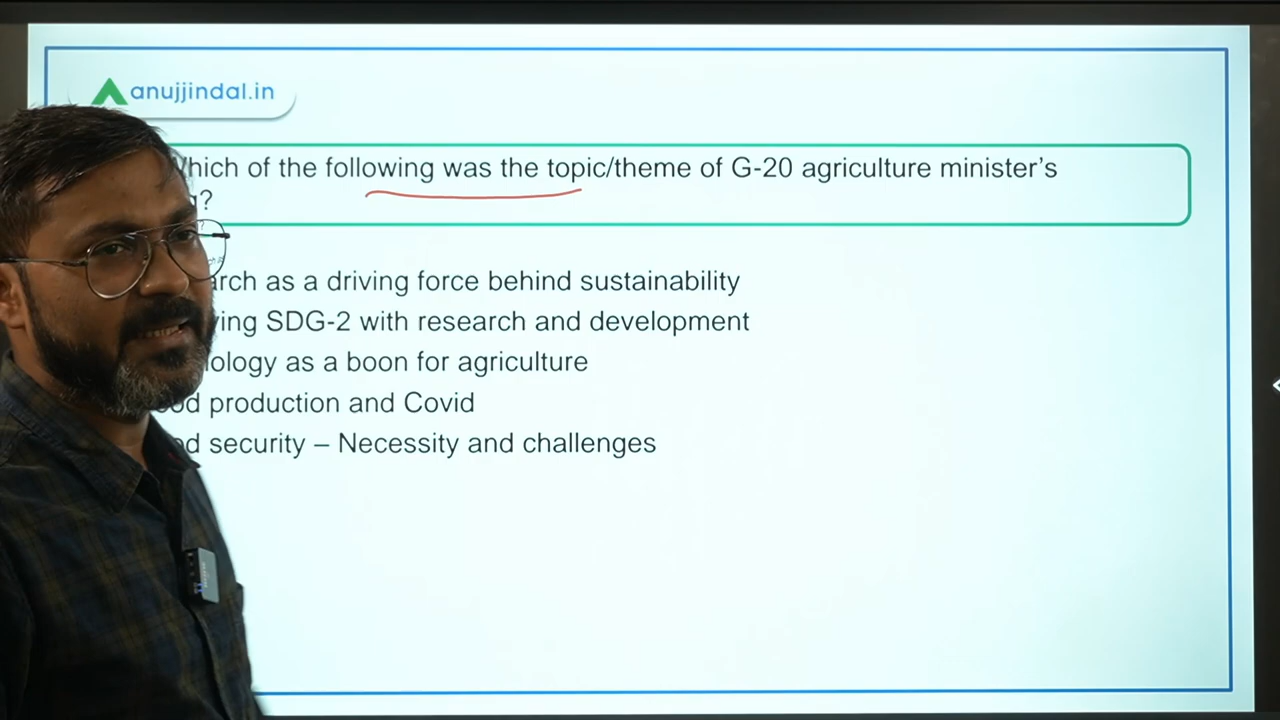 anujjindal.in
hich of the following was the topic/theme of G-20 agriculture minister's
?
arch as a driving force behind sustainability
ving SDG-2 with research and development
ology as a boon for agriculture
od production and Covid
d security – Necessity and challenges